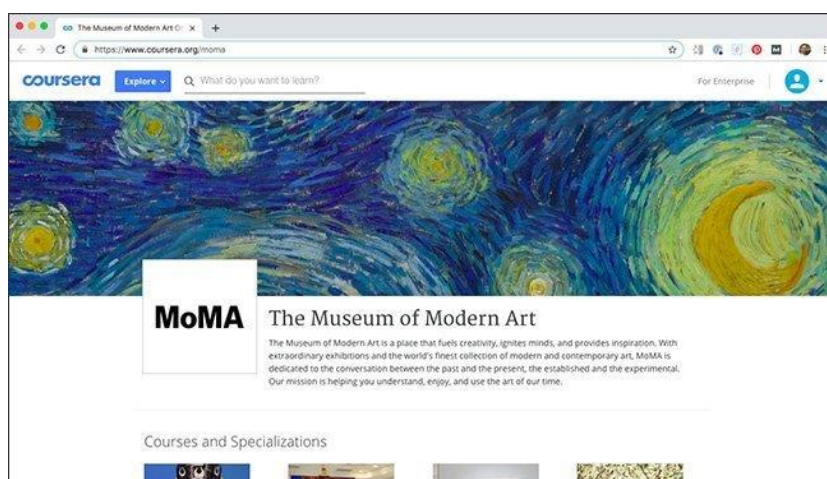 The Museum of Modern Art O
https://www.coursera.org/moma
coursera
Explore
What do you want to learn?
For Enterprise
MoMA
The Museum of Modern Art
The Museum of Modern Art is a place that fuels creativity, ignites minds, and provides inspiration. With
extraordinary exhibitions and the world's finest collection of modern and contemporary art, MoMA is
dedicated to the conversation between the past and the present, the established and the experimental.
Our mission is helping you understand, enjoy, and use the art of our time.
Courses and Specializations